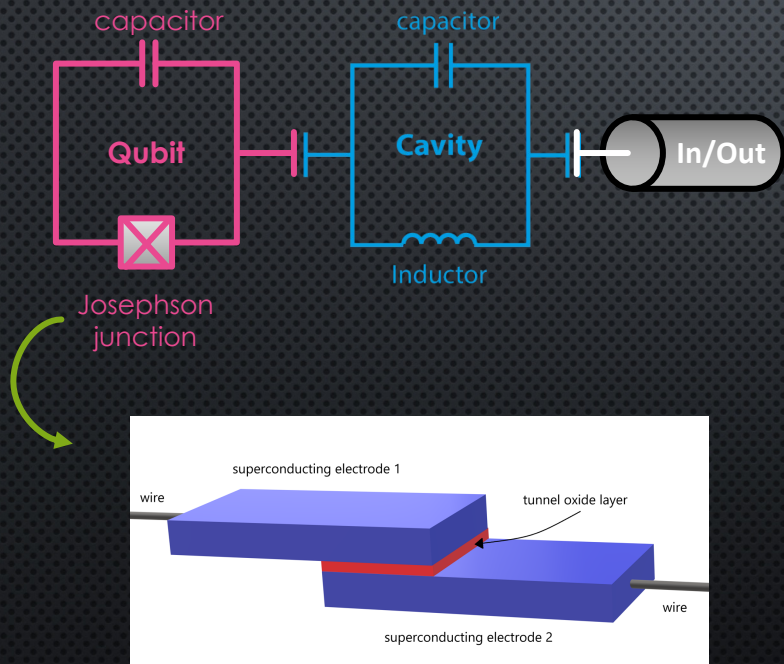 capacitor
capacitor
Qubit
Cavity
In/Out
Inductor
Josephson
junction
superconducting electrode 1
wire
tunnel oxide layer
wire
superconducting electrode 2